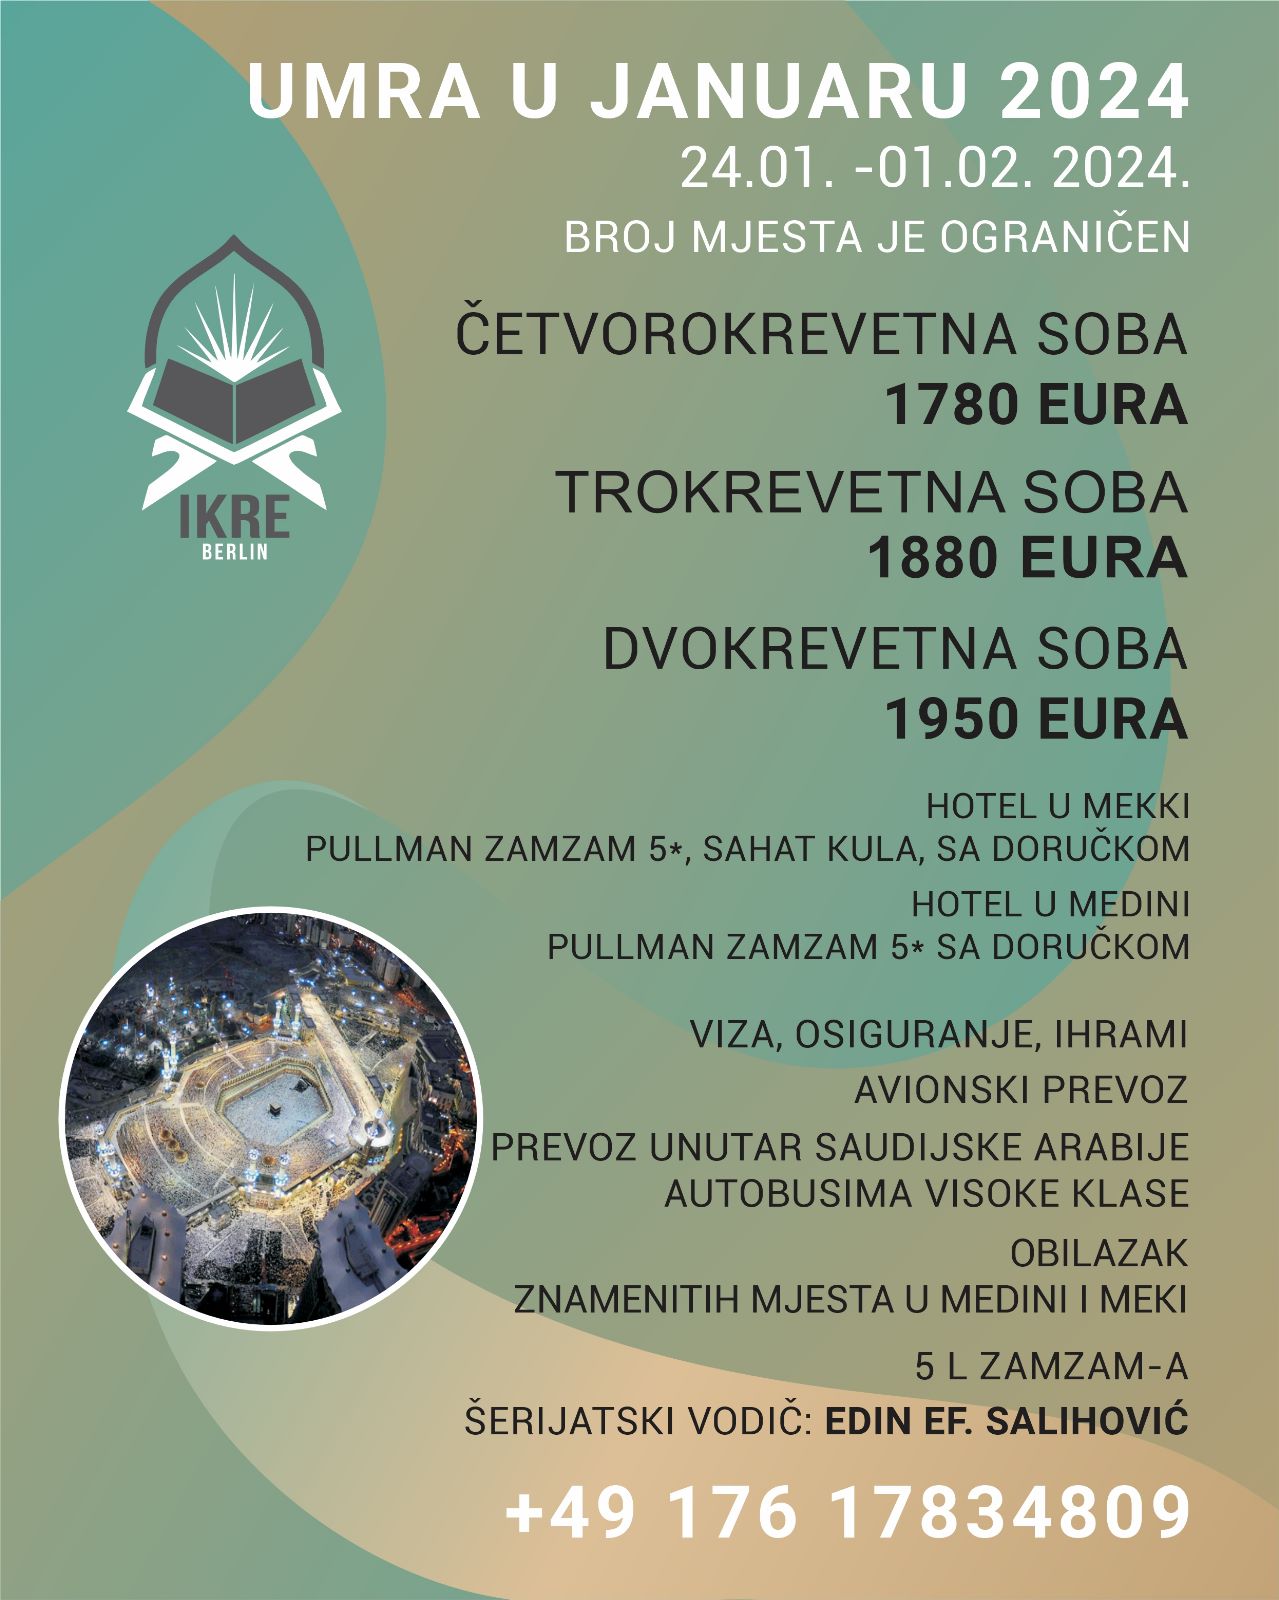 UMRA U JANUARU 2024
24.01. -01.02. 2024.
BROJ MJESTA JE OGRANIČEN
IKRE
BERLIN
ČETVOROKREVETNA SOBA
1780 EURA
TROKREVETNA SOBA
1880 EURA
DVOKREVETNA SOBA
1950 EURA
HOTEL U MEKKI
PULLMAN ZAMZAM 5*, SAHAT KULA, SA DORUČKOM
HOTEL U MEDINI
PULLMAN ZAMZAM 5* SA DORUČKOM
VIZA, OSIGURANJE, IHRAMI
AVIONSKI PREVOZ
PREVOZ UNUTAR SAUDIJSKE ARABIJE
AUTOBUSIMA VISOKE KLASE
OBILAZAK
ZNAMENITIH MJESTA U MEDINI I MEKI
5 L ZAMZAM-A
ŠERIJATSKI VODIČ: EDIN EF. SALIHOVIĆ
+49 176 17834809